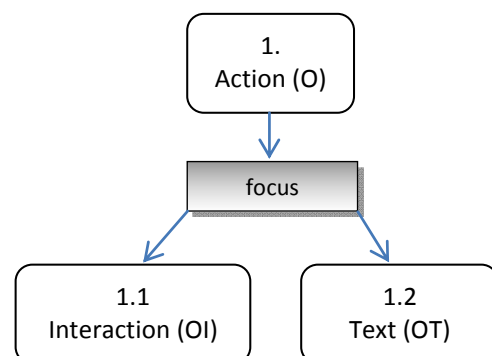 1.
Action (O)
focus
1.1
Interaction (OI)
1.2
Text (OT)